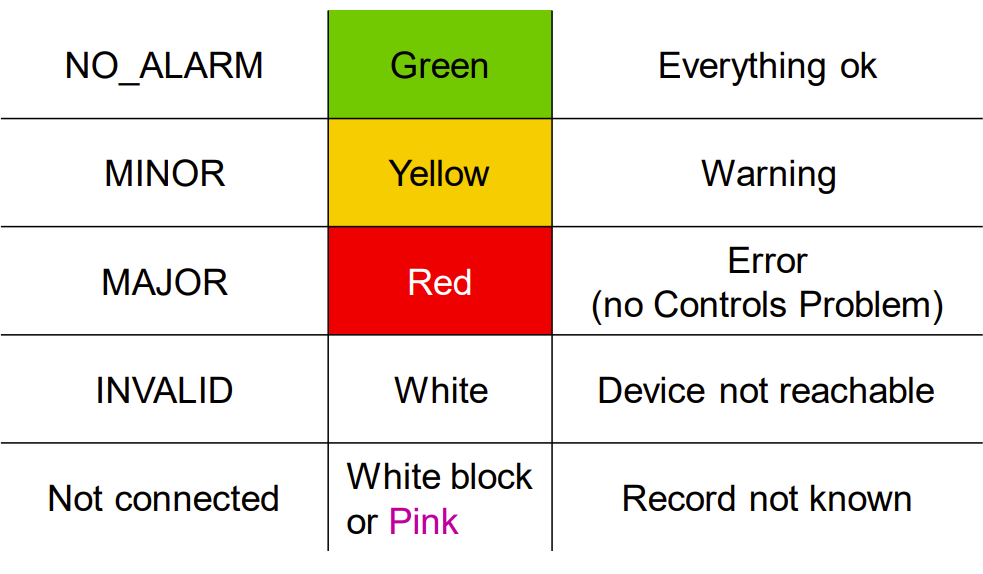 NO_ALARM Green Everything ok
MINOR Yellow Warning
MAJOR Red Error
(no Controls Problem)
INVALID White Device not reachable
Not connected White block
or Pink Record not known